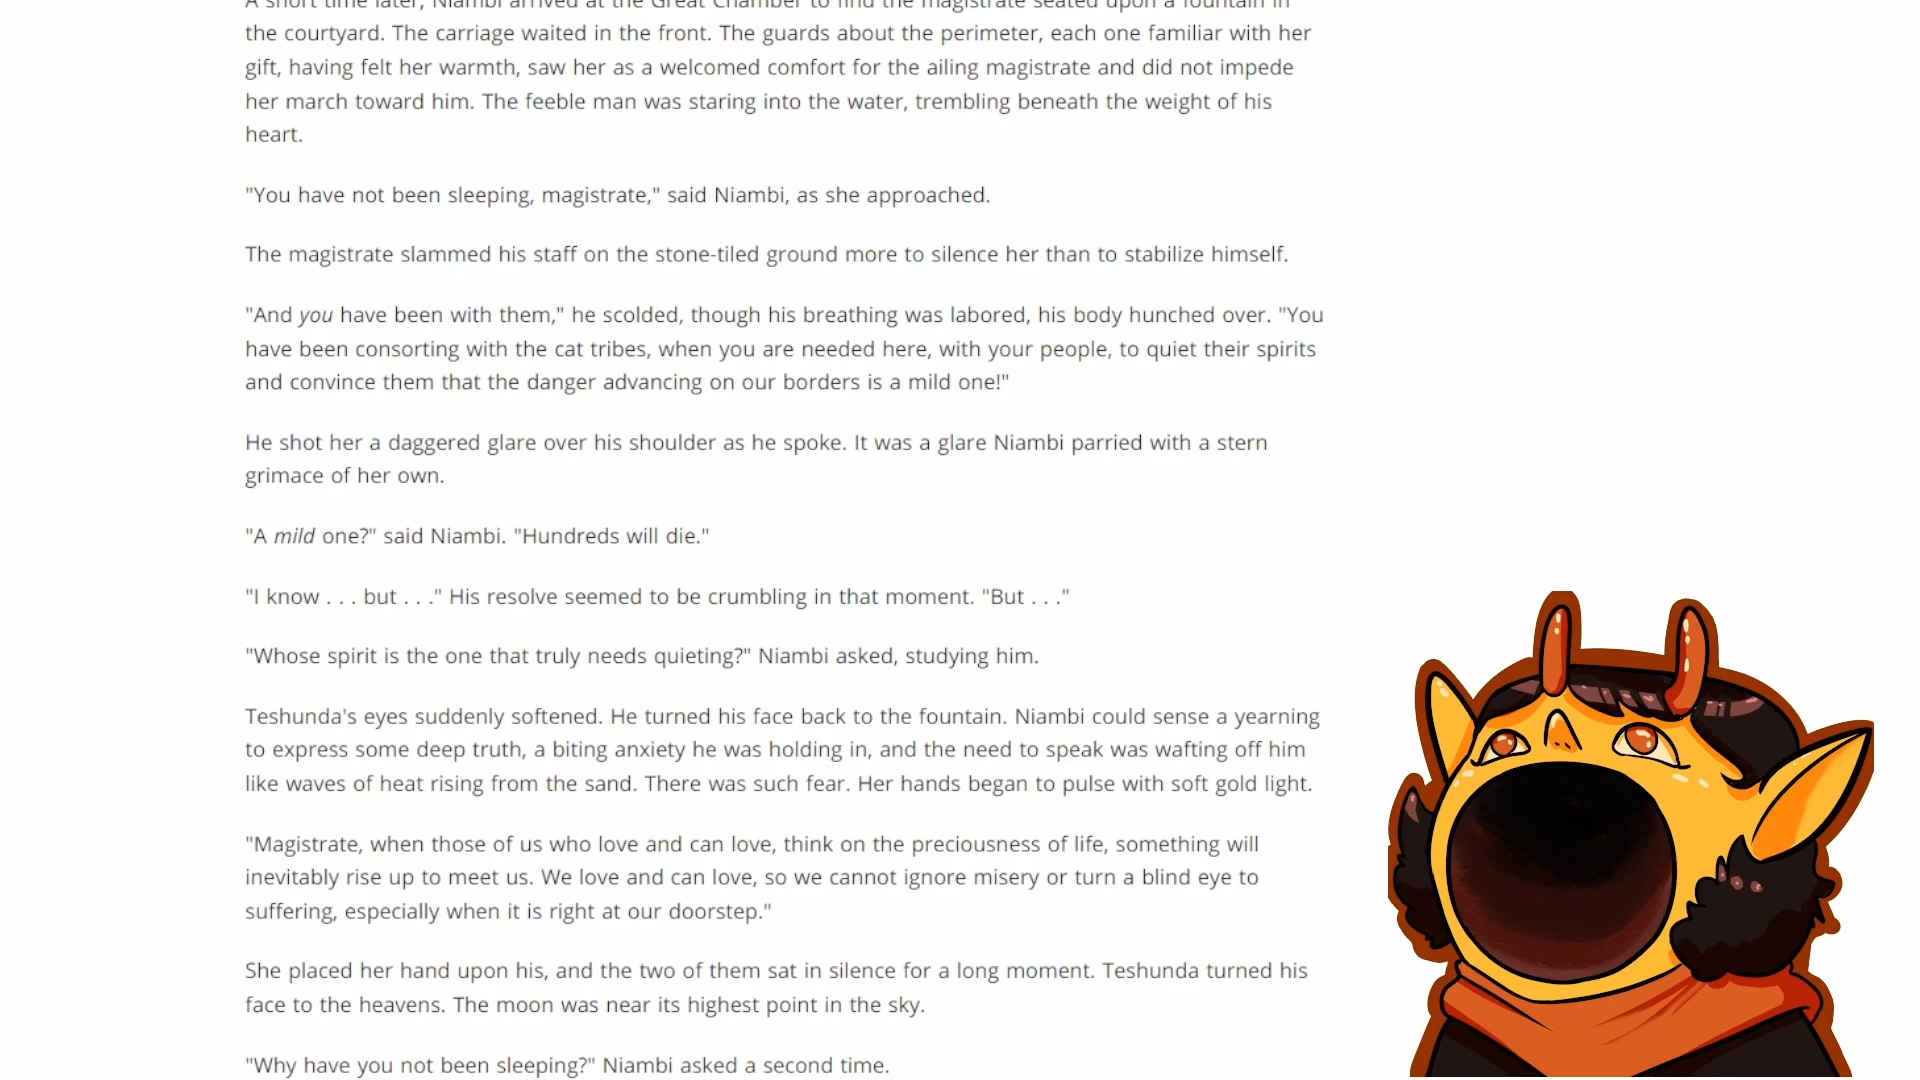 A short time later, Niambi arrived at the Great Chamber to find the magistrate seated upon a fountain in
the courtyard. The carriage waited in the front. The guards about the perimeter, each one familiar with her
gift, having felt her warmth, saw her as a welcomed comfort for the ailing magistrate and did not impede
her march toward him. The feeble man was staring into the water, trembling beneath the weight of his
heart.
"You have not been sleeping, magistrate," said Niambi, as she approached.
The magistrate slammed his staff on the stone-tiled ground more to silence her than to stabilize himself.
"And you have been with them," he scolded, though his breathing was labored, his body hunched over. "You
have been consorting with the cat tribes, when you are needed here, with your people, to quiet their spirits
and convince them that the danger advancing on our borders is a mild one!"
He shot her a daggered glare over his shoulder as he spoke. It was a glare Niambi parried with a stern
grimace of her own.
"A mild one?" said Niambi. "Hundreds will die."
"I know . . . but . . ." His resolve seemed to be crumbling in that moment. "But . . ."
"Whose spirit is the one that truly needs quieting?" Niambi asked, studying him.
Teshunda's eyes suddenly softened. He turned his face back to the fountain. Niambi could sense a yearning
to express some deep truth, a biting anxiety he was holding in, and the need to speak was wafting off him
like waves of heat rising from the sand. There was such fear. Her hands began to pulse with soft gold light.
"Magistrate, when those of us who love and can love, think on the preciousness of life, something will
inevitably rise up to meet us. We love and can love, so we cannot ignore misery or turn a blind eye to
suffering, especially when it is right at our doorstep."
She placed her hand upon his, and the two of them sat in silence for a long moment. Teshunda turned his
face to the heavens. The moon was near its highest point in the sky.
"Why have you not been sleeping?" Niambi asked a second time.